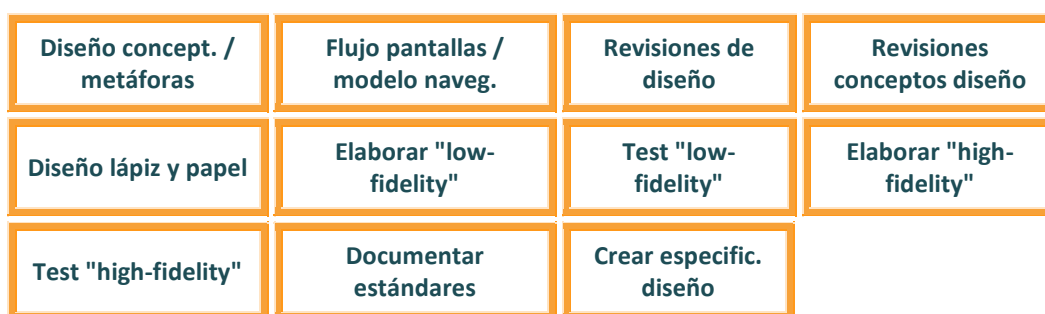 Diseño concept. /
metáforas
Flujo pantallas /
modelo naveg.
Revisiones de
diseño
Revisiones
conceptos diseño
Diseño lápiz y papel
Elaborar "low-
fidelity"
Test "low-
fidelity"
Elaborar "high-
fidelity"
Test "high-fidelity"
Documentar
estándares
Crear especific.
diseño